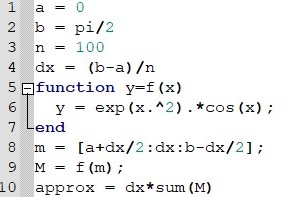 1 a = 0
2 b = pi/2
3 n = 100
4 dx = (b-a)/n
5 function y=f(x)
6 y = exp(x.^2).*cos(x);
7 end
8 m = [a+dx/2:dx:b-dx/2];
9 M = f(m);
10 approx = dx*sum(M)